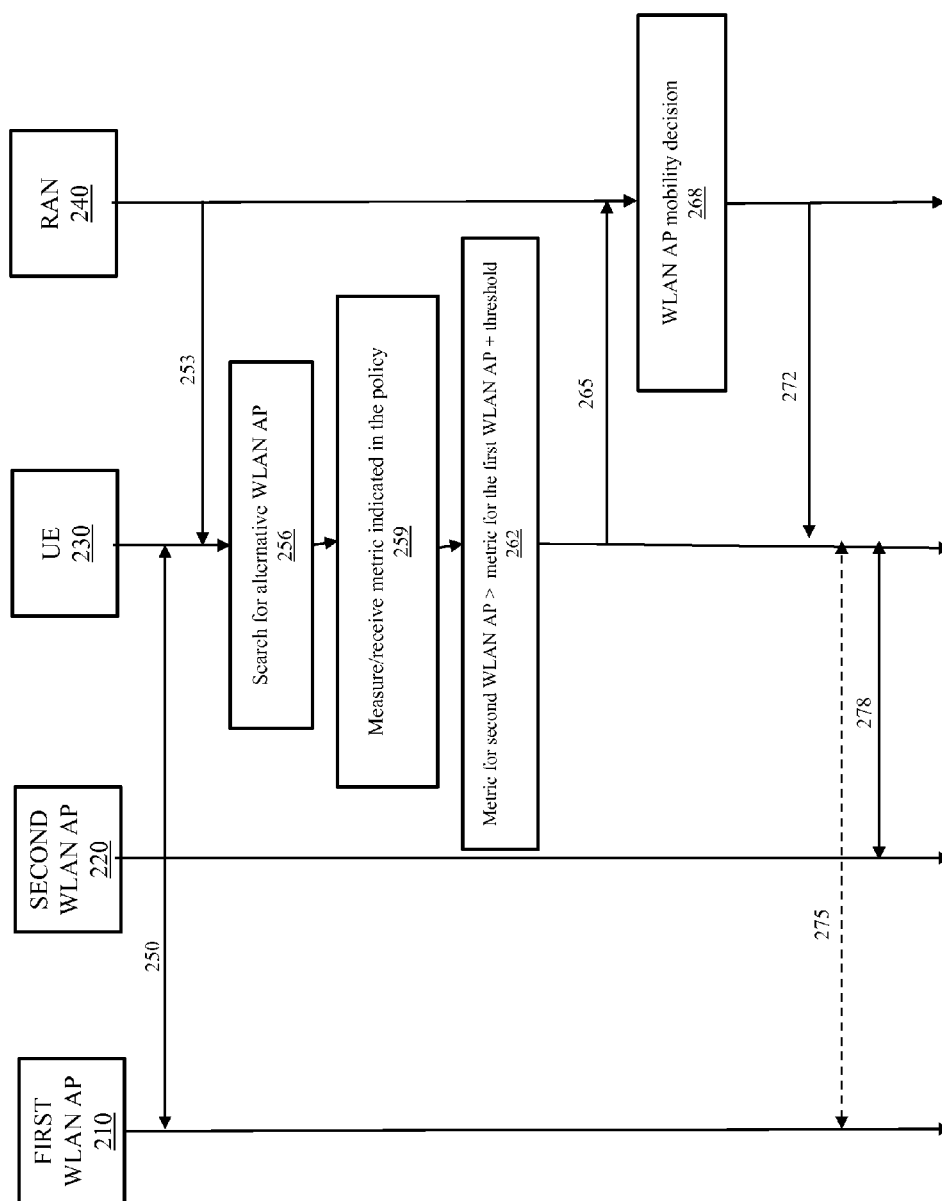 FIRST
WLAN AP
210
SECOND
WLAN AP
220
UE
230
RAN
240
250
253
Search for alternative WLAN AP
256
Measure/receive metric indicated in the policy
259
Metric for second WLAN AP > metric for the first WLAN AP + threshold
262
265
WLAN AP mobility decision
268
272
275
278